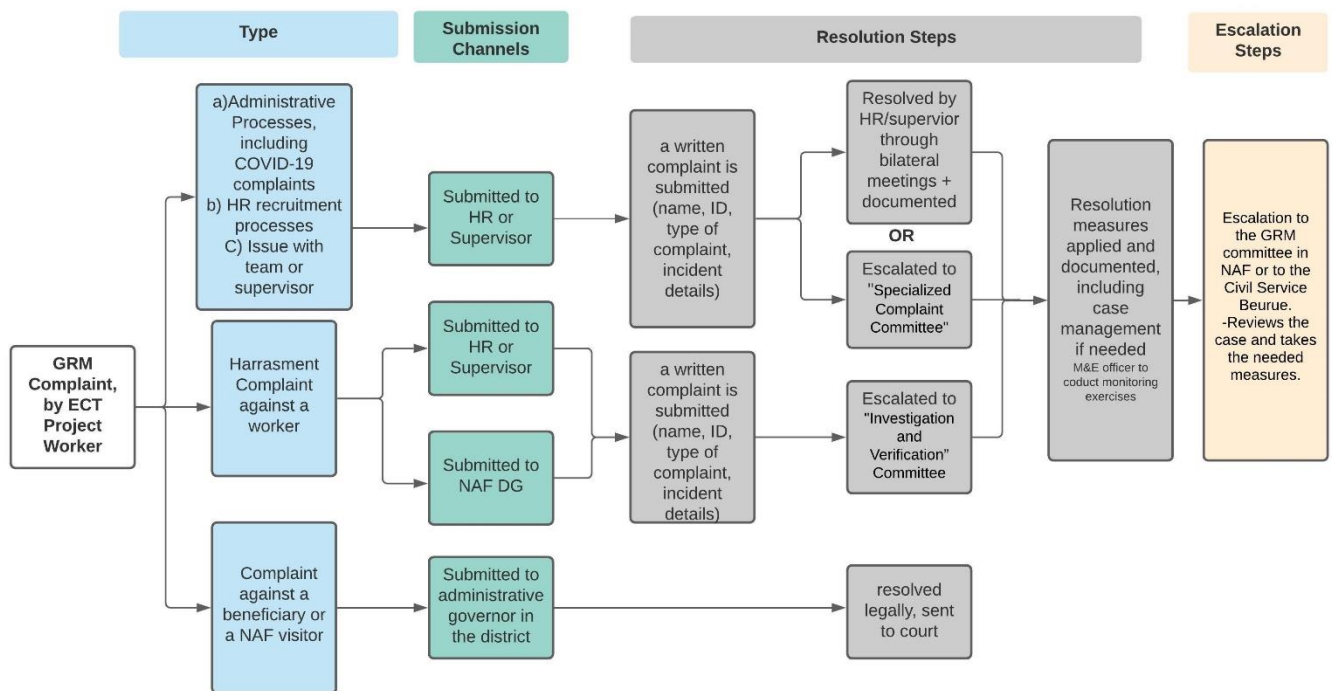 Type
Submission
Channels
Resolution Steps
Escalation
Steps
GRM
Complaint,
by ECT
Project
Worker
a)Administrative
Processes,
including
COVID-19
complaints
b) HR recruitment
processes
C) Issue with
team or
supervisor
Submitted to
HR or
Supervisor
a written
complaint is
submitted
(name, ID,
type of
complaint,
incident
details)
Resolved by
HR/supervior
through
bilateral
meetings +
documented
OR
Escalated to
"Specialized
Complaint
Committee"
Harrasment
Complaint
against a
worker
Submitted to
HR or
Supervisor
Submitted to
NAF DG
a written
complaint is
submitted
(name, ID,
type of
complaint,
incident
details)
Escalated to
"Investigation
and
Verification”
Committee
Resolution
measures
applied and
documented,
including
case
management
if needed
M&E officer to
coduct monitoring
exercises
Escalation to
the GRM
committee in
NAF or to the
Civil Service
Beurue.
-Reviews the
case and takes
the needed
measures.
Complaint
against a
beneficiary or
a NAF visitor
Submitted to
administrative
governor in
the district
resolved
legally, sent
to court